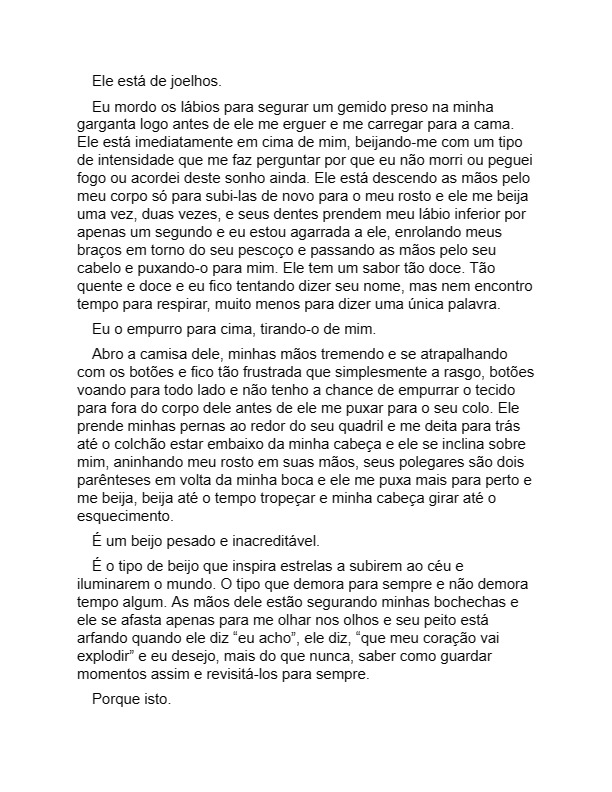 Ele está de joelhos.
Eu mordo os lábios para segurar um gemido preso na minha
garganta logo antes de ele me erguer e me carregar para a cama.
Ele está imediatamente em cima de mim, beijando-me com um tipo
de intensidade que me faz perguntar por que eu não morri ou peguei
fogo ou acordei deste sonho ainda. Ele está descendo as mãos pelo
meu corpo só para subi-las de novo para o meu rosto e ele me beija
uma vez, duas vezes, e seus dentes prendem meu lábio inferior por
apenas um segundo e eu estou agarrada a ele, enrolando meus
braços em torno do seu pescoço e passando as mãos pelo seu
cabelo e puxando-o para mim. Ele tem um sabor tão doce. Tão
quente e doce e eu fico tentando dizer seu nome, mas nem encontro
tempo para respirar, muito menos para dizer uma única palavra.
Eu o empurro para cima, tirando-o de mim.
Abro a camisa dele, minhas mãos tremendo e se atrapalhando
com os botões e fico tão frustrada que simplesmente a rasgo, botões
voando para todo lado e não tenho a chance de empurrar o tecido
para fora do corpo dele antes de ele me puxar para o seu colo. Ele
prende minhas pernas ao redor do seu quadril e me deita para trás
até o colchão estar embaixo da minha cabeça e ele se inclina sobre
mim, aninhando meu rosto em suas mãos, seus polegares são dois
parênteses em volta da minha boca e ele me puxa mais para perto e
me beija, beija até o tempo tropeçar e minha cabeça girar até o
esquecimento.
É um beijo pesado e inacreditável.
É o tipo de beijo que inspira estrelas a subirem ao céu e
iluminarem o mundo. O tipo que demora para sempre e não demora
tempo algum. As mãos dele estão segurando minhas bochechas e
ele se afasta apenas para me olhar nos olhos e seu peito está
arfando quando ele diz “eu acho”, ele diz, “que meu coração vai
explodir” e eu desejo, mais do que nunca, saber como guardar
momentos assim e revisitá-los para sempre.
Porque isto.